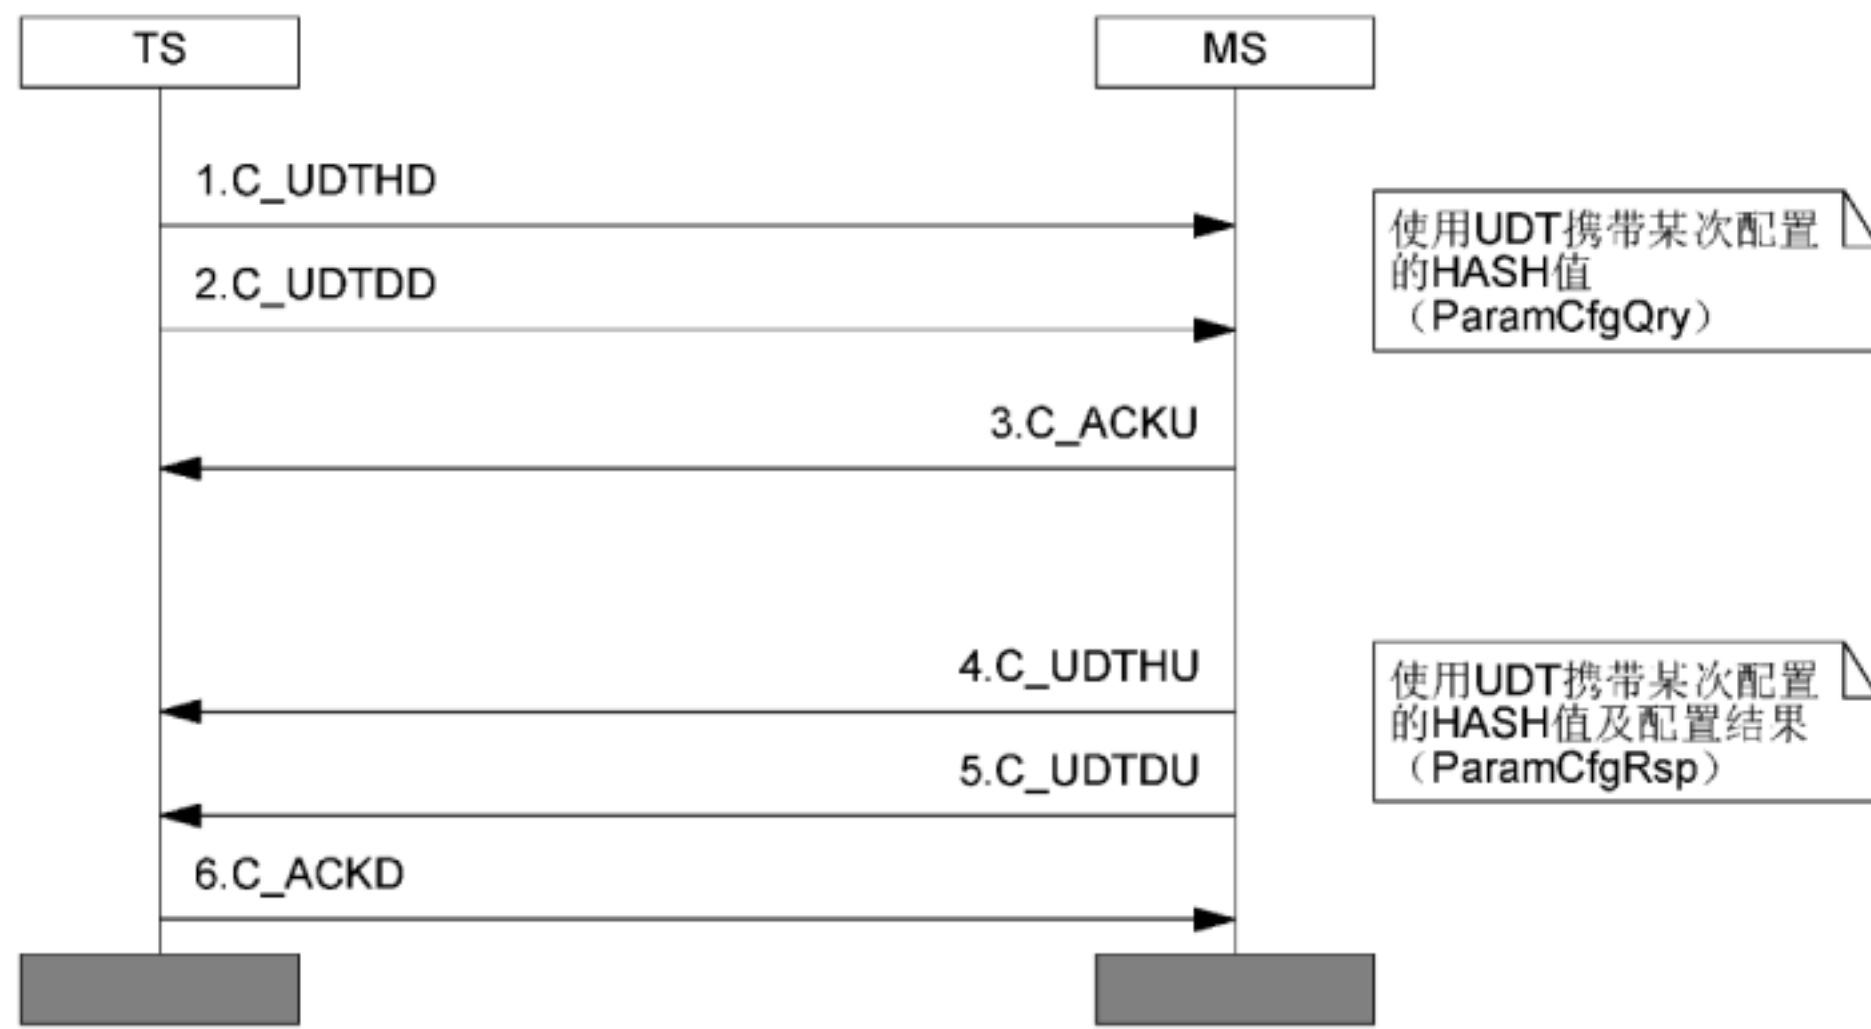 TS
MS
1.C_UDTHD
使用UDT携带某次配置
的HASH值
（ParamCfgQry）
2.C_UDTDD
3.C_ACKU
4.C_UDTHU
使用UDT携带某次配置
的HASH值及配置结果
（ParamCfgRsp）
5.C_UDTDU
6.C_ACKD